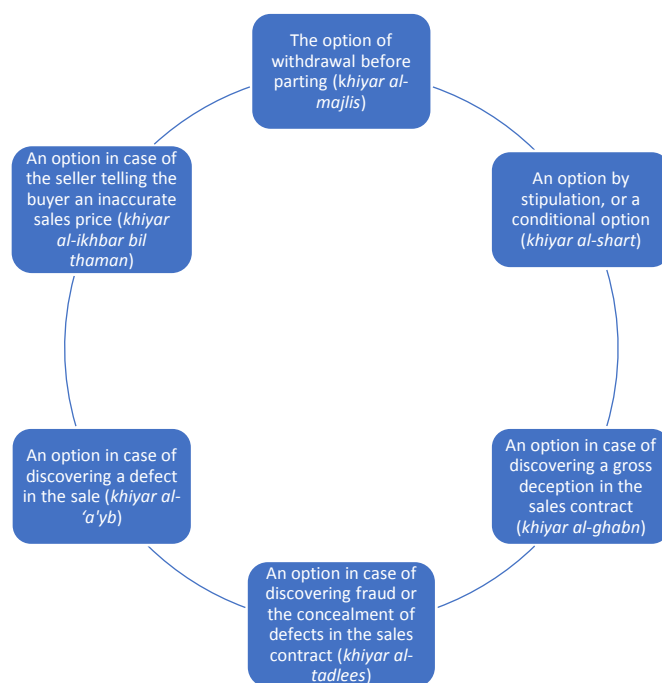 The option of
withdrawal before
parting (khiyar al-
majlis)
An option by
stipulation, or a
conditional option
(khiyar al-shart)
An option in case of
discovering a gross
deception in the
sales contract
(khiyar al-ghabn)
An option in case of
discovering fraud or
the concealment of
defects in the sales
contract (khiyar al-
tadlees)
An option in case of
discovering a defect
in the sale (khiyar al-
‘a'yb)
An option in case of
the seller telling the
buyer an inaccurate
sales price (khiyar
al-ikhbar bil
thaman)